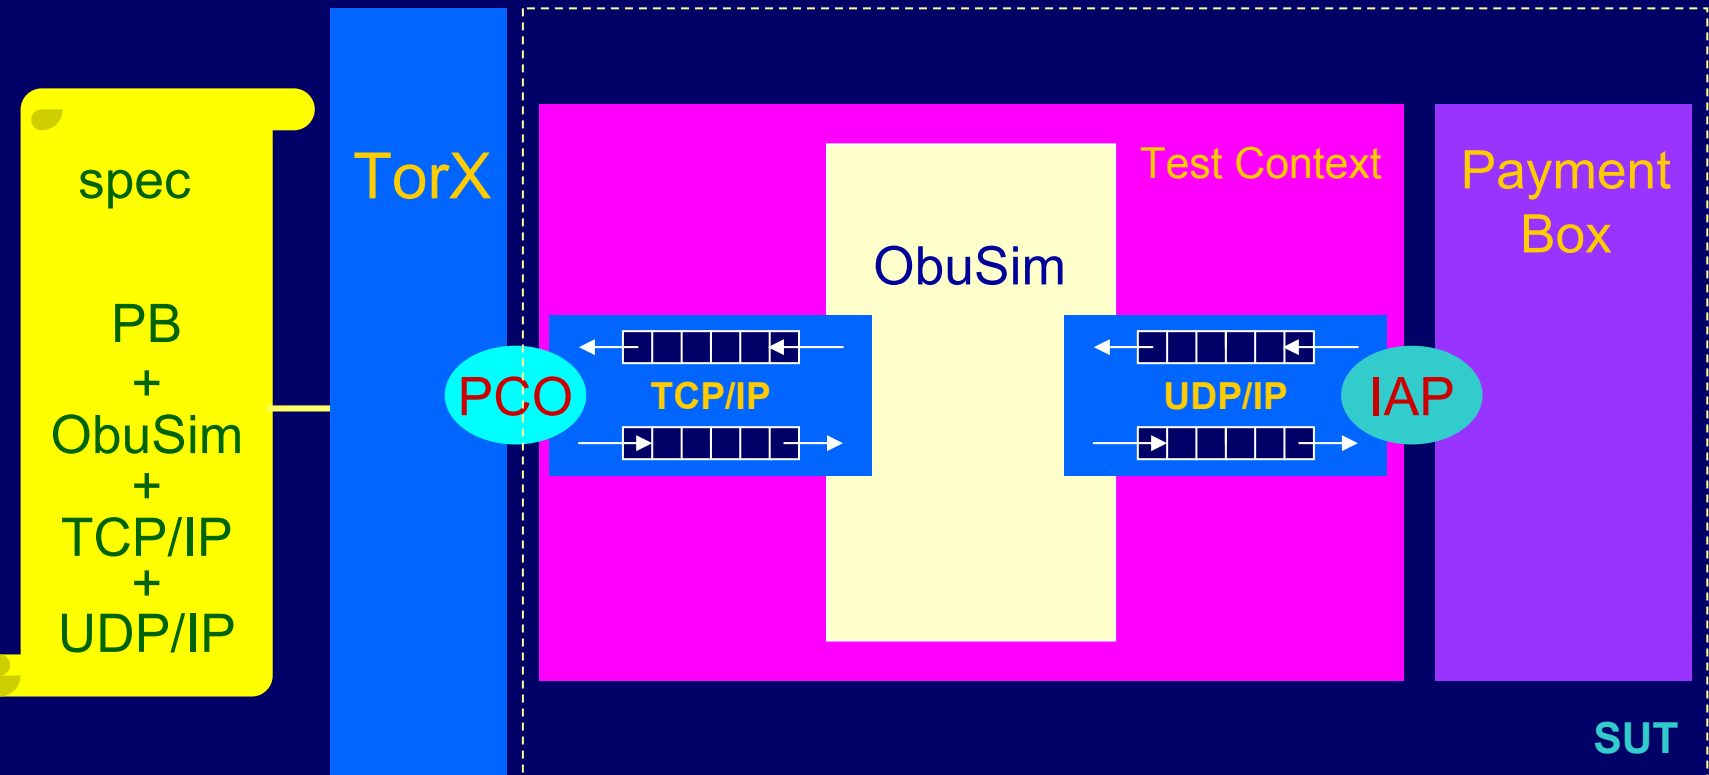 spec
PB
+
ObuSim
+
TCP/IP
+
UDP/IP
TorX
PCO
TCP/IP
ObuSim
Test Context
UDP/IP
IAP
Payment
Box
SUT